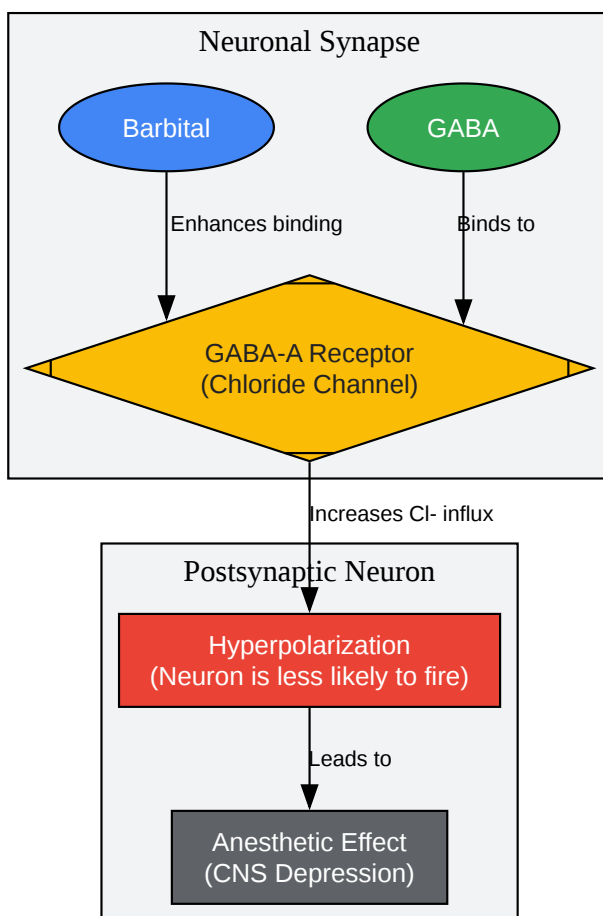 Neuronal Synapse
Barbital
GABA
Enhances binding
Binds to
GABA-A Receptor
(Chloride Channel)
Increases Cl- influx
Postsynaptic Neuron
Hyperpolarization
(Neuron is less likely to fire)
Leads to
Anesthetic Effect
(CNS Depression)